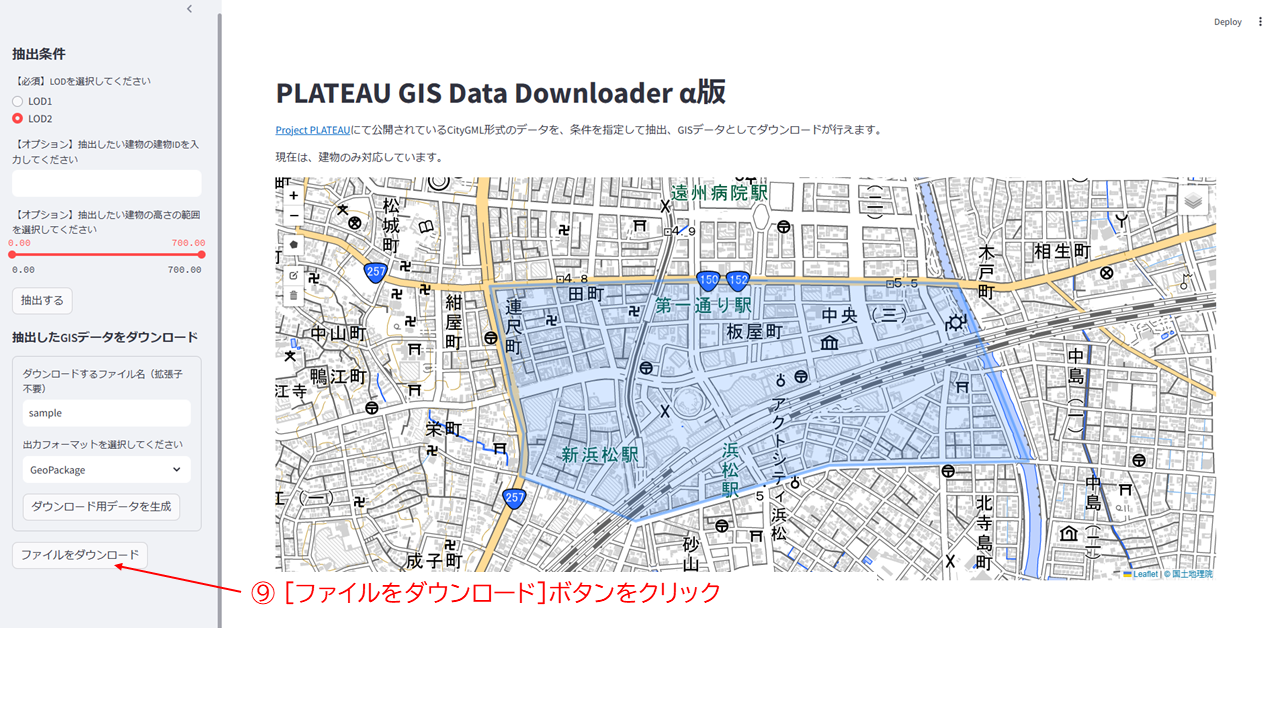 Deploy
抽出条件
【必須】LODを選択してください
LOD1
LOD2
【オプション】抽出したい建物の建物IDを入
力してください
【オプション】抽出したい建物の高さの範囲
を選択してください
0.00
700.00
0.00
700.00
抽出する
抽出したGISデータをダウンロード
ダウンロードするファイル名（拡張子
不要）
sample
出力フォーマットを選択してください
GeoPackage
ダウンロード用データを生成
ファイルをダウンロード
PLATEAU GIS Data Downloader α版
Project PLATEAUにて公開されているCityGML形式のデータを、条件を指定して抽出、GISデータとしてダウンロードが行えます。
現在は、建物のみ対応しています。
+
−
遠州病院駅
(二)
松城町
4.9
木戸町
相生町
257
4.8
150
152
5.5
田町
第一通り駅
連尺町
紺屋町
中央(三)
板屋町
中山町
中島(一)
鴨江町
江寺
アクトシティ浜松
栄町
新浜松駅
浜松駅
257
5
江(一)
中島(二)
北寺島町
砂山
成子町
Leaflet | © 国土地理院
⑨ [ファイルをダウンロード]ボタンをクリック